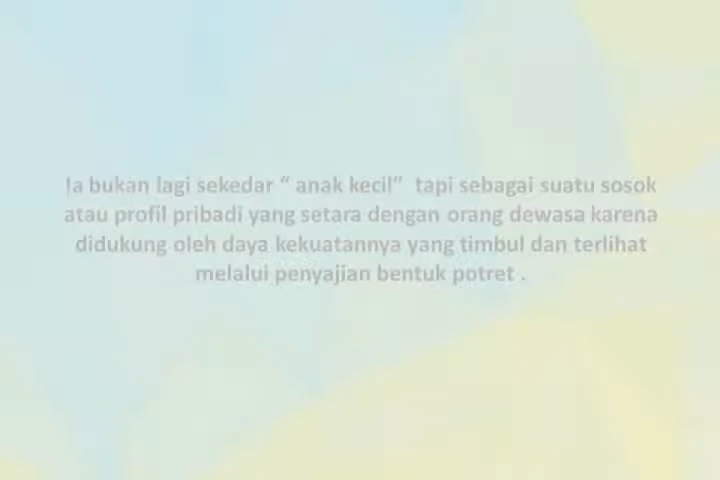 Ia bukan lagi sekedar “ anak kecil”  tapi sebagai suatu sosok
atau profil pribadi yang setara dengan orang dewasa karena
didukung oleh daya kekuatannya yang timbul dan terlihat
melalui penyajian bentuk potret .